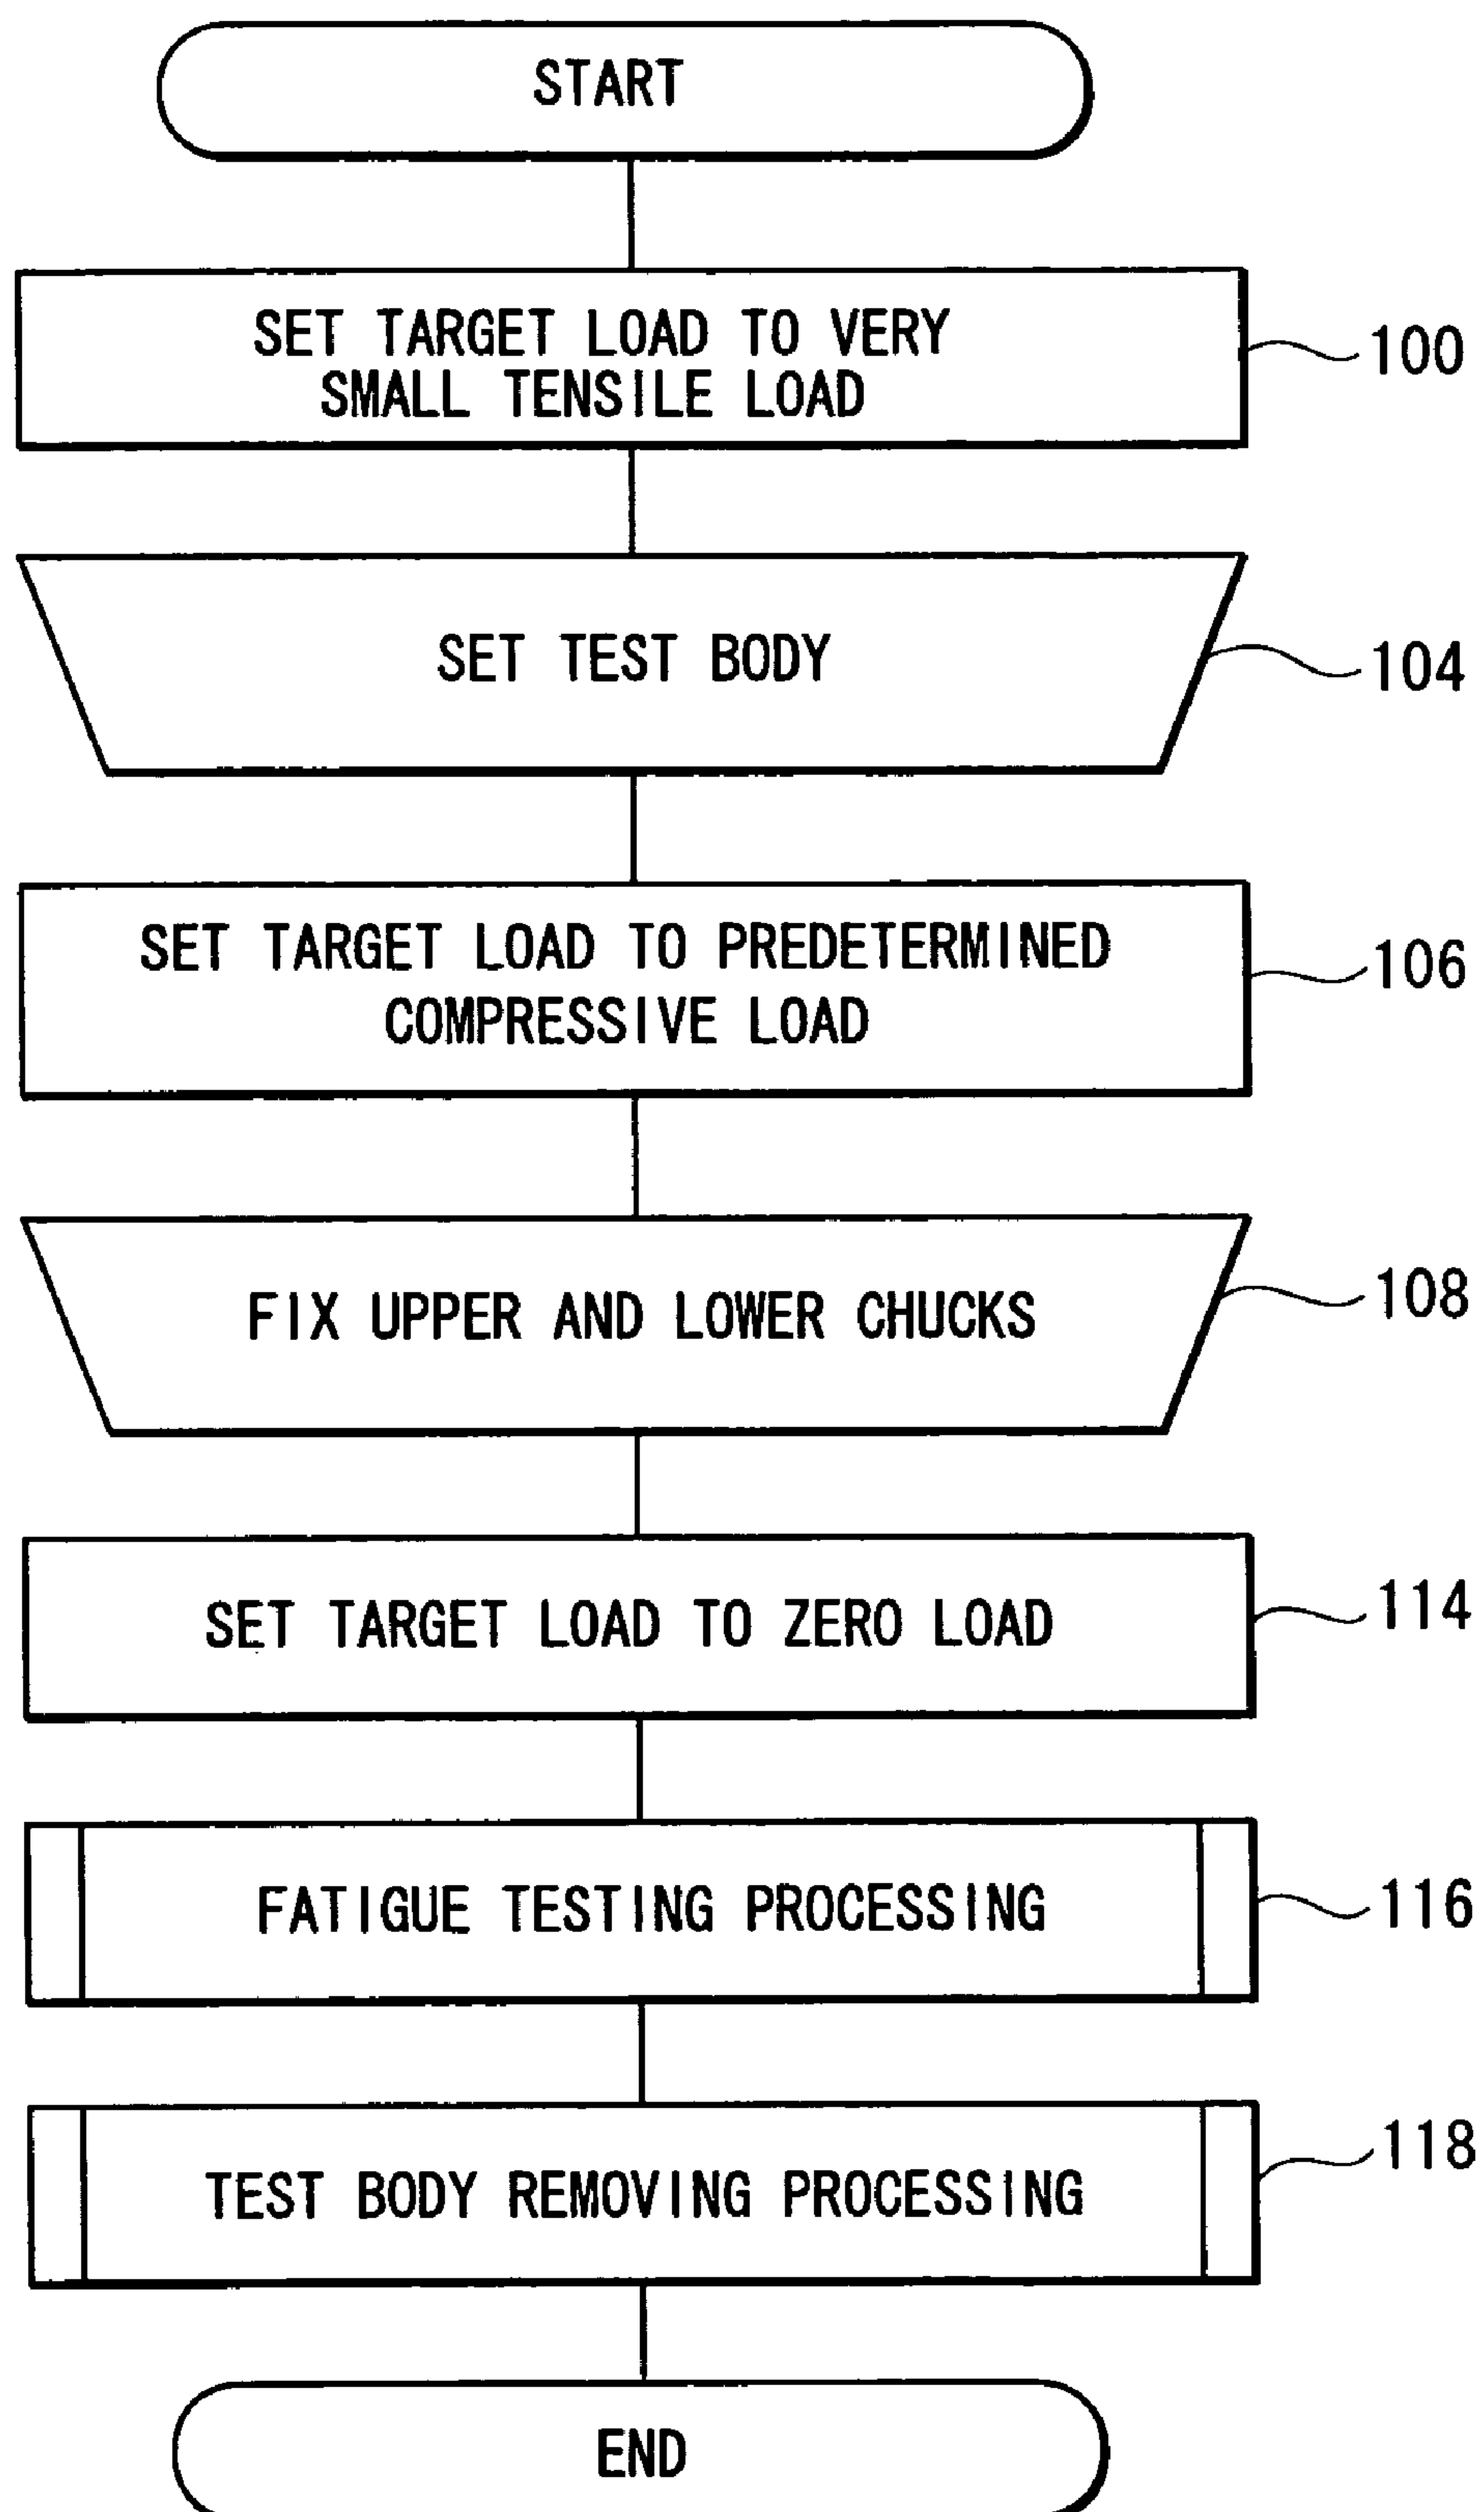 START
SET TARGET LOAD TO VERY
SMALL TENSILE LOAD
100
SET TEST BODY
104
SET TARGET LOAD TO PREDETERMINED
COMPRESSIVE LOAD
106
FIX UPPER AND LOWER CHUCKS
108
SET TARGET LOAD TO ZERO LOAD
114
FATIGUE TESTING PROCESSING
116
TEST BODY REMOVING PROCESSING
118
END